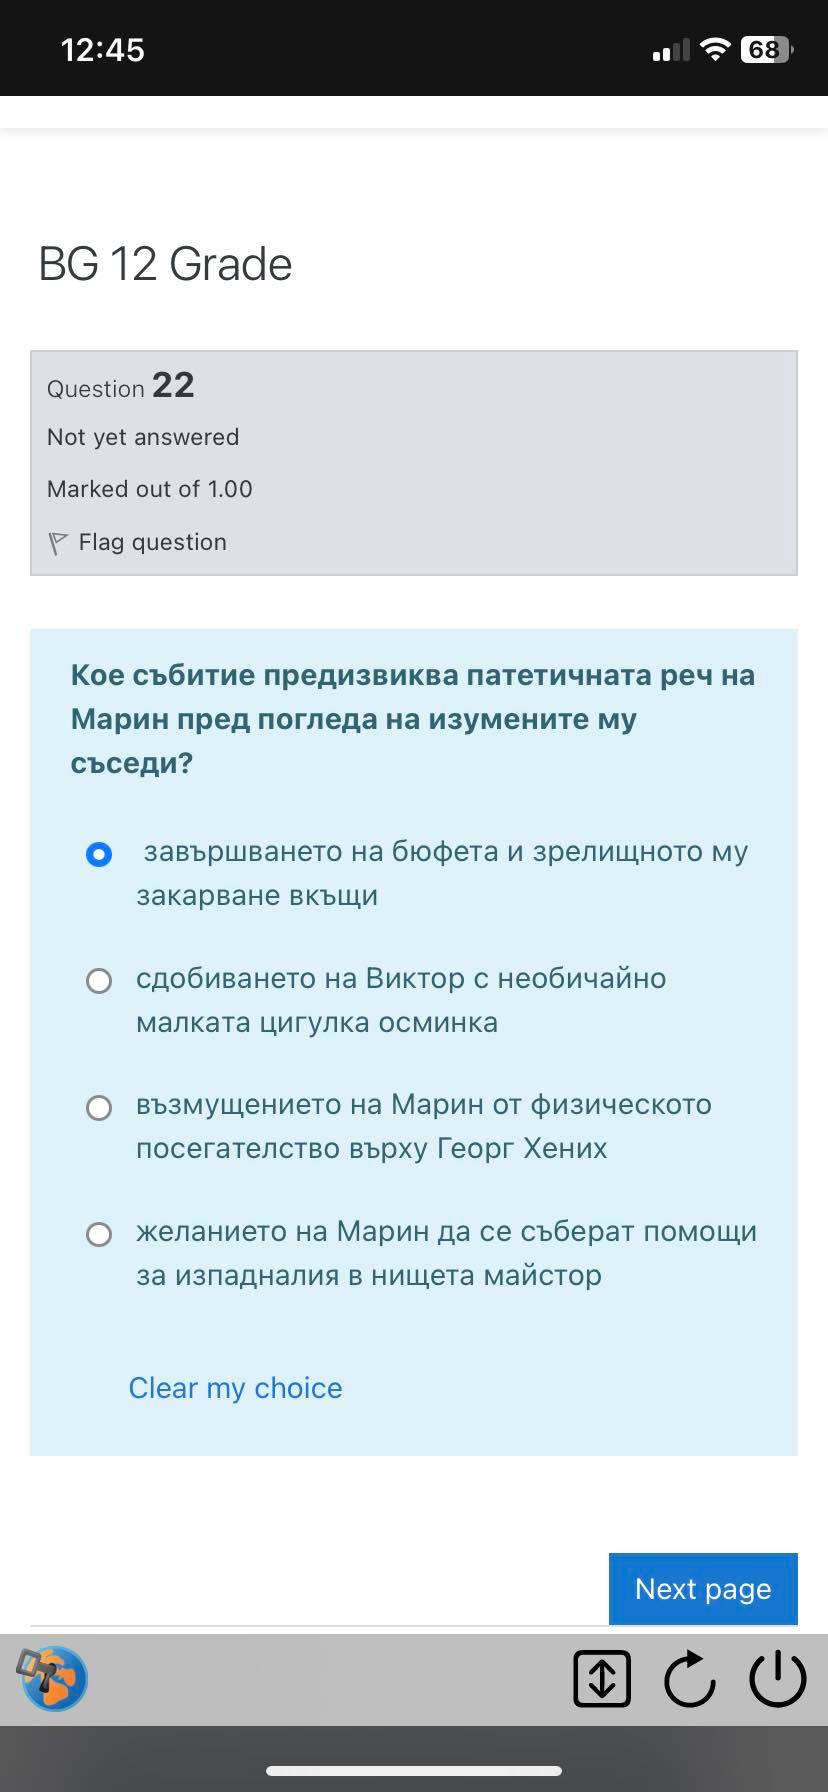 12:45
68
BG 12 Grade
Question 22
Not yet answered
Marked out of 1.00
Flag question
Кое събитие предизвиква патетичната реч на
Марин пред погледа на изумените му
съседи?
завършването на бюфета и зрелищното му
закарване вкъщи
сдобиването на Виктор с необичайно
малката цигулка осминка
възмущението на Марин от физическото
посегателство върху Георг Хених
желанието на Марин да се съберат помощи
за изпадналия в нищета майстор
Clear my choice
Next page